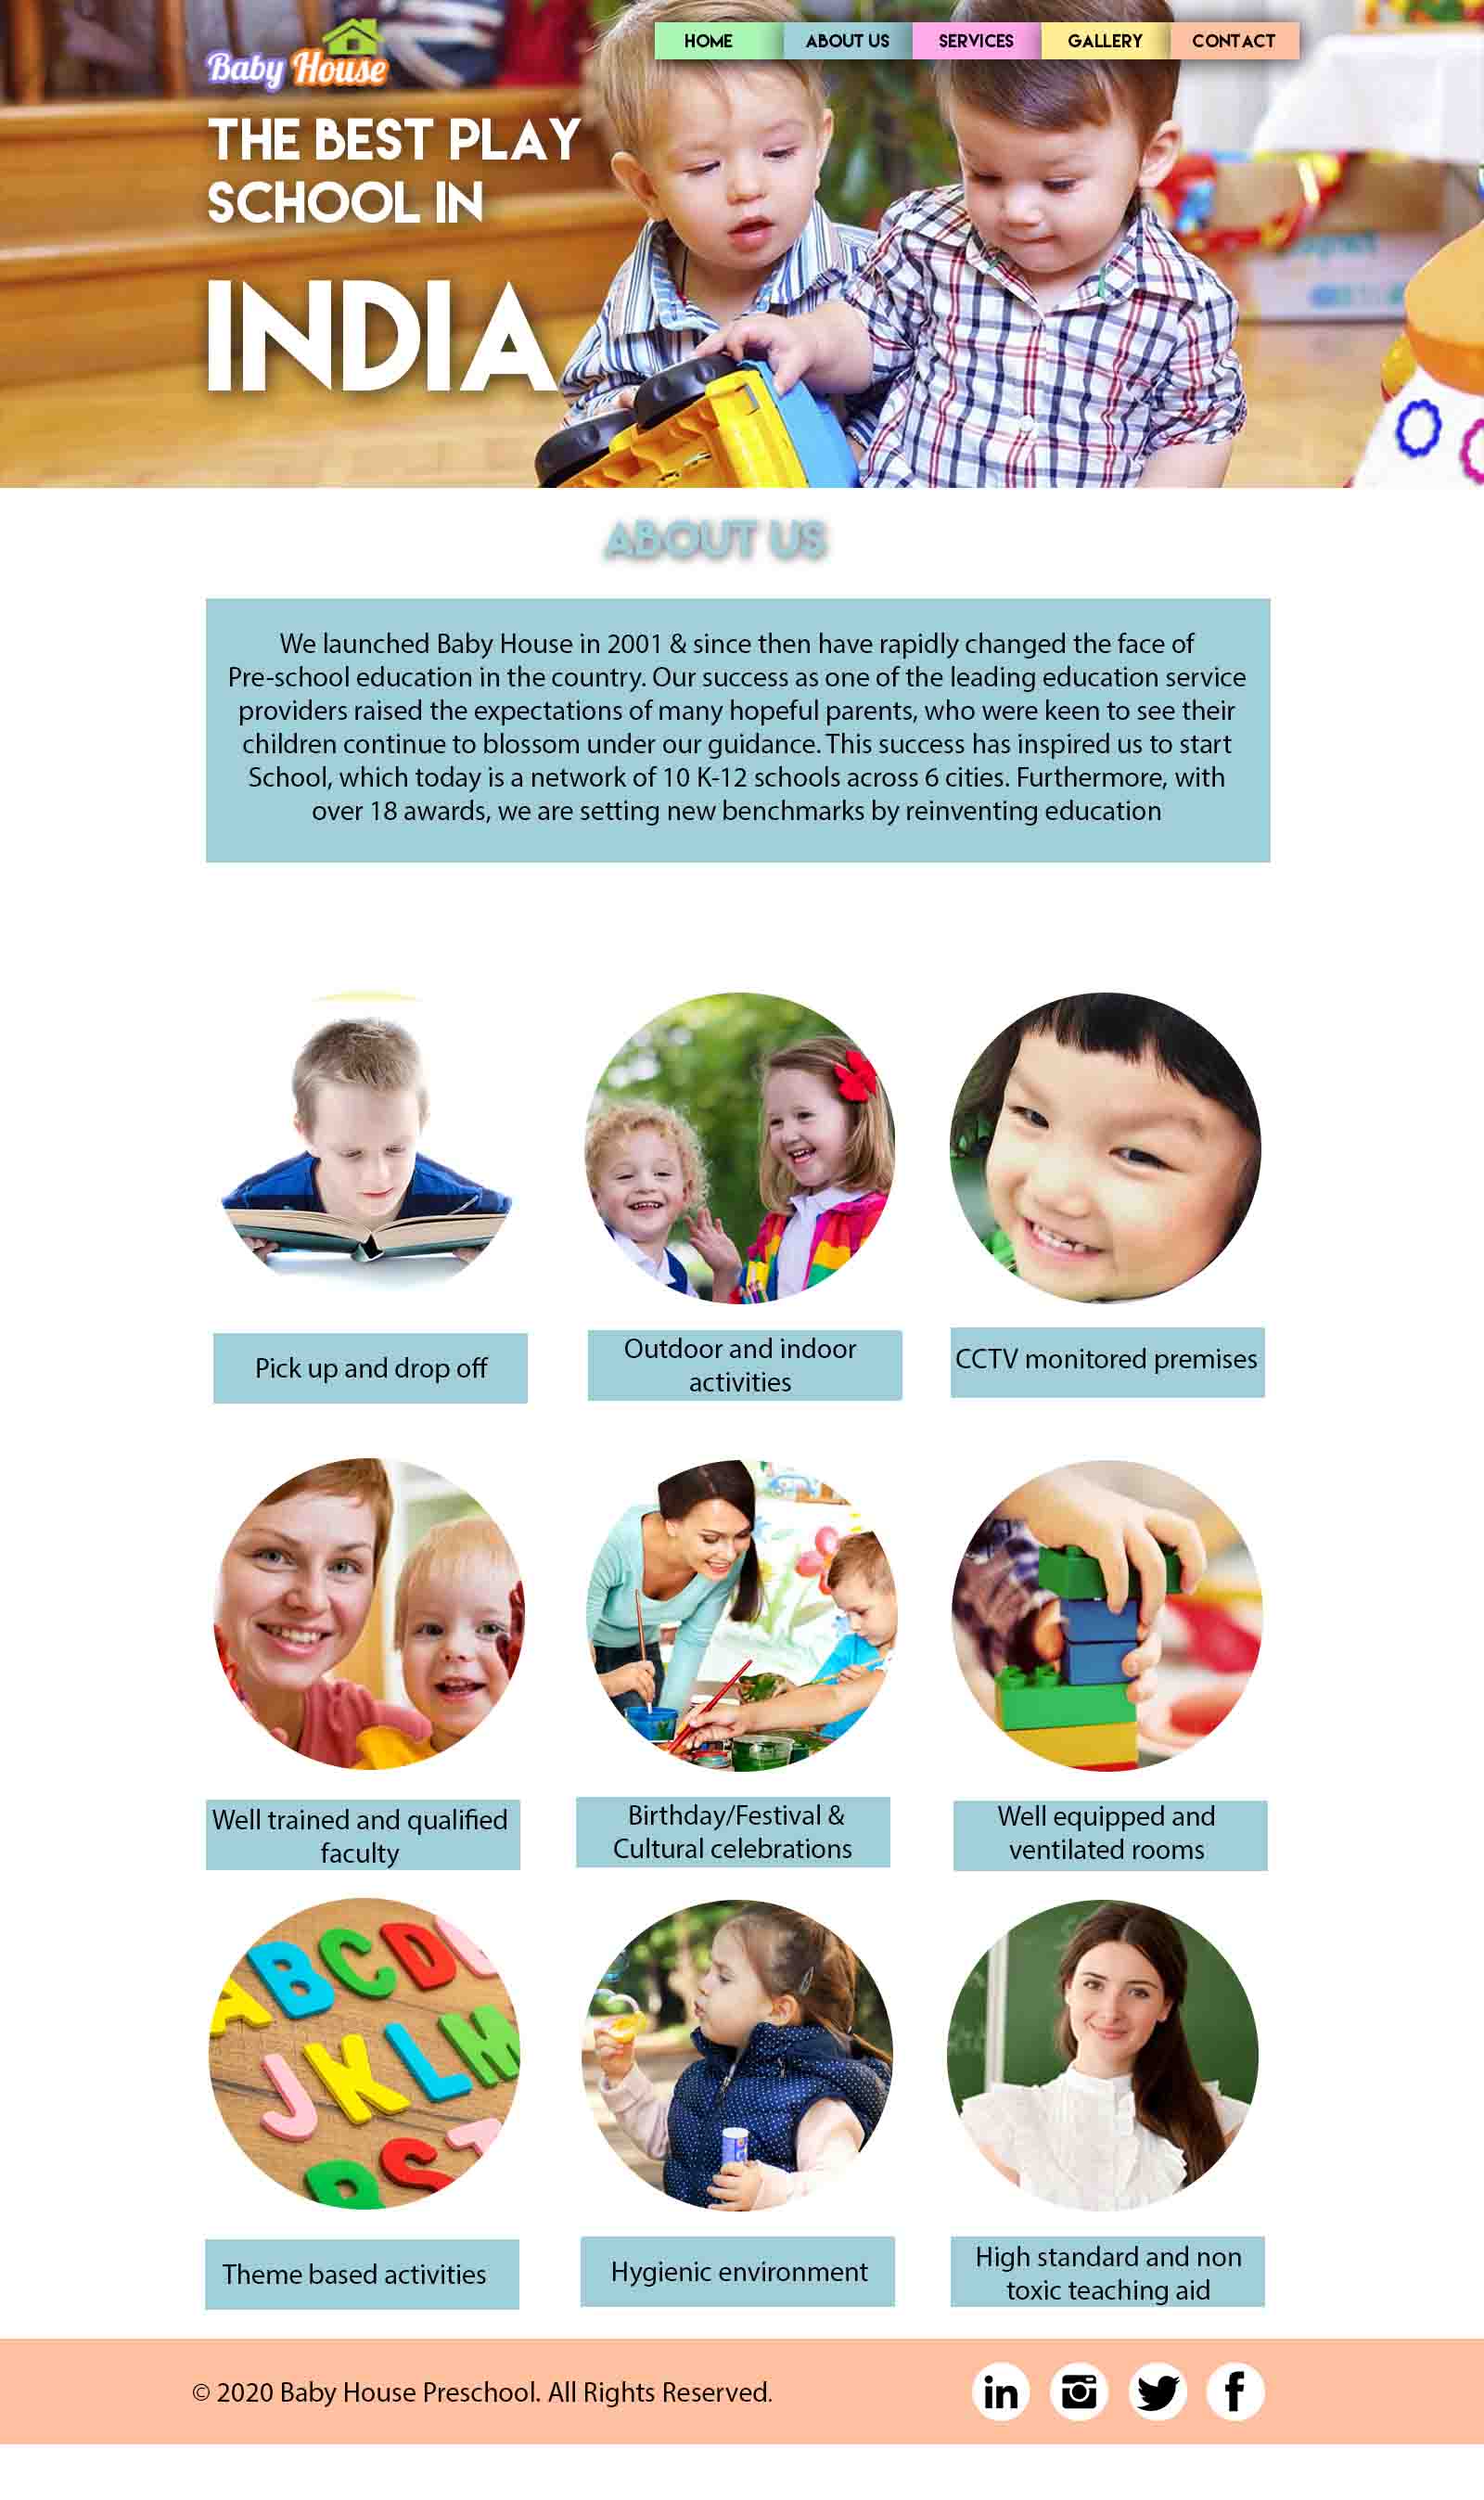 Baby House
HOME
ABOUT US
SERVICES
GALLERY
CONTACT
THE BEST PLAY
SCHOOL IN
INDIA
ABOUT US
We launched Baby House in 2001 & since then have rapidly changed the face of
Pre-school education in the country. Our success as one of the leading education service
providers raised the expectations of many hopeful parents, who were keen to see their
children continue to blossom under our guidance. This success has inspired us to start
School, which today is a network of 10 K-12 schools across 6 cities. Furthermore, with
over 18 awards, we are setting new benchmarks by reinventing education
Pick up and drop off
Outdoor and indoor
activities
CCTV monitored premises
Well trained and qualified
faculty
Birthday/Festival &
Cultural celebrations
Well equipped and
ventilated rooms
ABCD
JKLM
RST
Theme based activities
Hygienic environment
High standard and non
toxic teaching aid
© 2020 Baby House Preschool. All Rights Reserved.
in
f